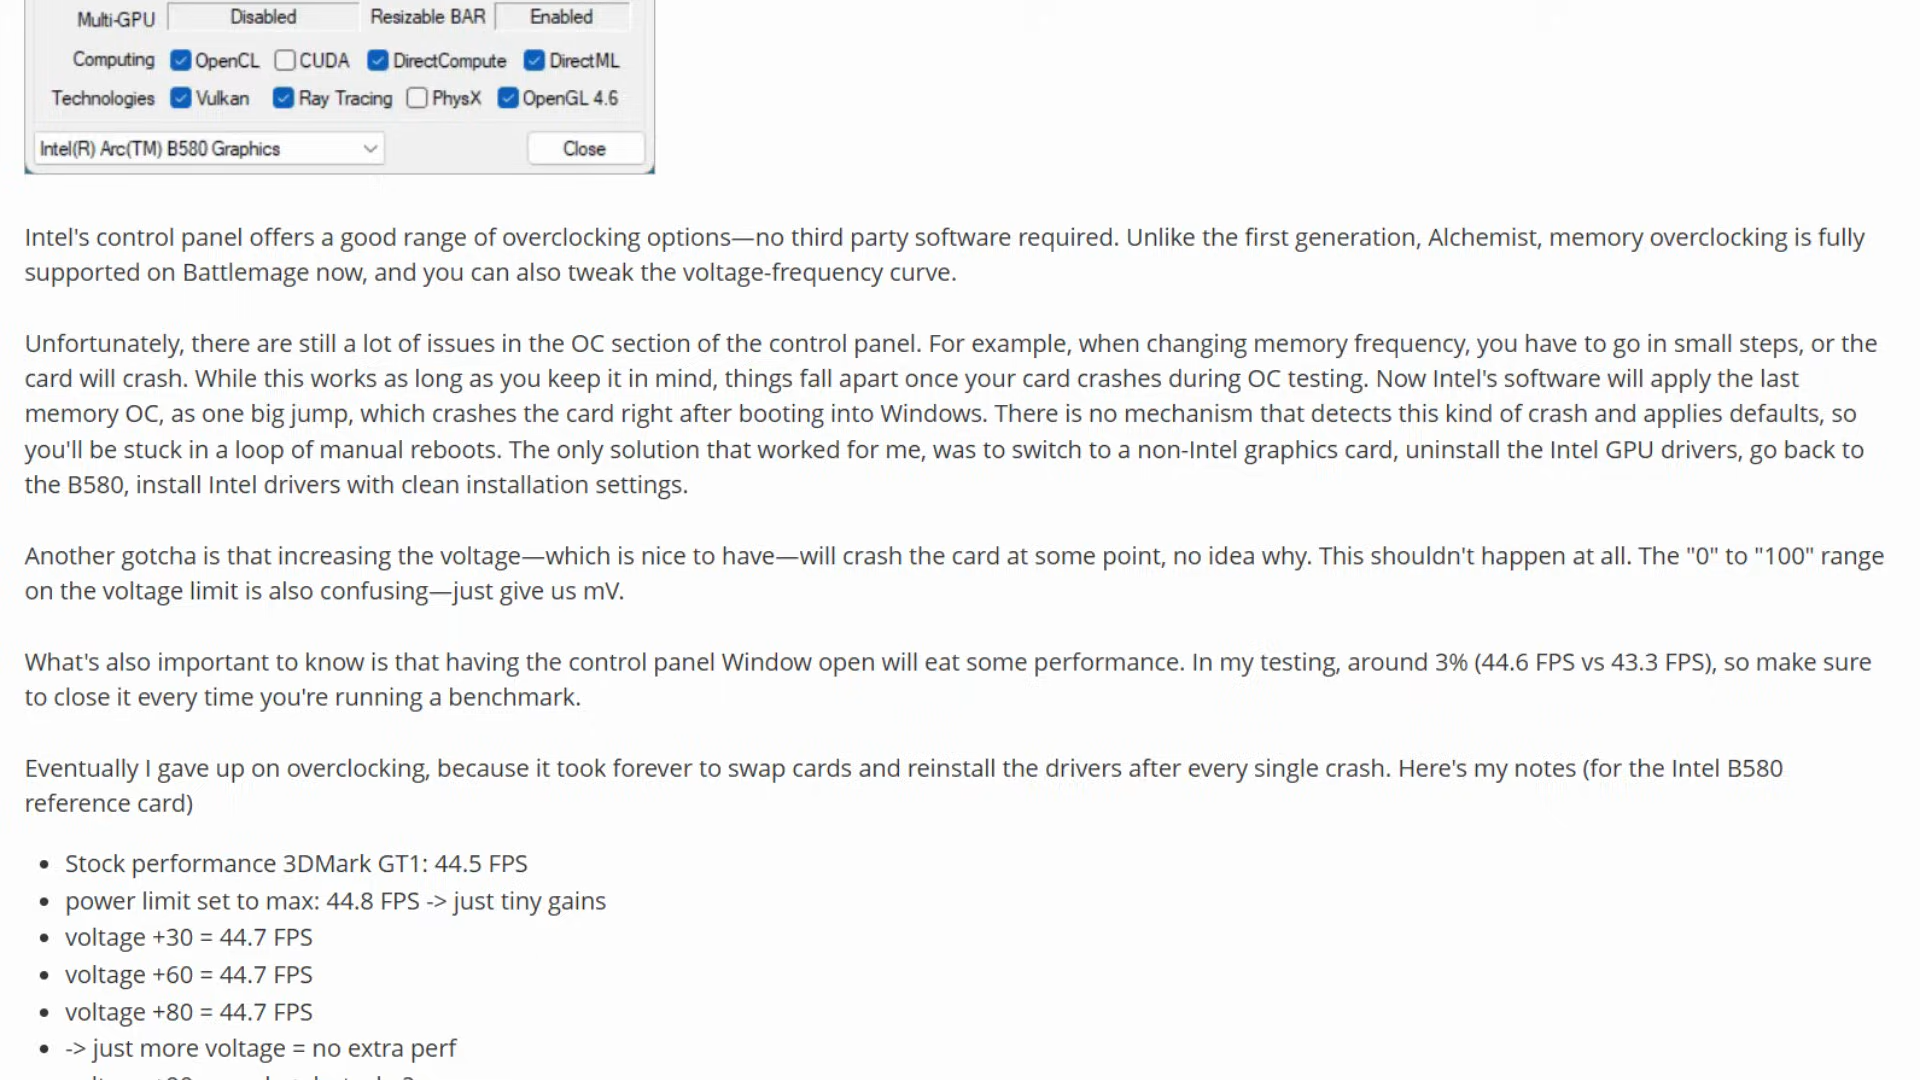 Multi-GPU Disabled Resizable BAR Enabled
Computing OpenCL CUDA DirectCompute DirectML
Technologies Vulkan Ray Tracing PhysX OpenGL 4.6
Intel(R) Arc(TM) B580 Graphics Close
Intel's control panel offers a good range of overclocking options—no third party software required. Unlike the first generation, Alchemist, memory overclocking is fully
supported on Battlemage now, and you can also tweak the voltage-frequency curve.
Unfortunately, there are still a lot of issues in the OC section of the control panel. For example, when changing memory frequency, you have to go in small steps, or the
card will crash. While this works as long as you keep it in mind, things fall apart once your card crashes during OC testing. Now Intel's software will apply the last
memory OC, as one big jump, which crashes the card right after booting into Windows. There is no mechanism that detects this kind of crash and applies defaults, so
you'll be stuck in a loop of manual reboots. The only solution that worked for me, was to switch to a non-Intel graphics card, uninstall the Intel GPU drivers, go back to
the B580, install Intel drivers with clean installation settings.
Another gotcha is that increasing the voltage—which is nice to have—will crash the card at some point, no idea why. This shouldn't happen at all. The "0" to "100" range
on the voltage limit is also confusing—just give us mV.
What's also important to know is that having the control panel Window open will eat some performance. In my testing, around 3% (44.6 FPS vs 43.3 FPS), so make sure
to close it every time you're running a benchmark.
Eventually I gave up on overclocking, because it took forever to swap cards and reinstall the drivers after every single crash. Here's my notes (for the Intel B580
reference card)
• Stock performance 3DMark GT1: 44.5 FPS
• power limit set to max: 44.8 FPS -> just tiny gains
• voltage +30 = 44.7 FPS
• voltage +60 = 44.7 FPS
• voltage +80 = 44.7 FPS
• -> just more voltage = no extra perf